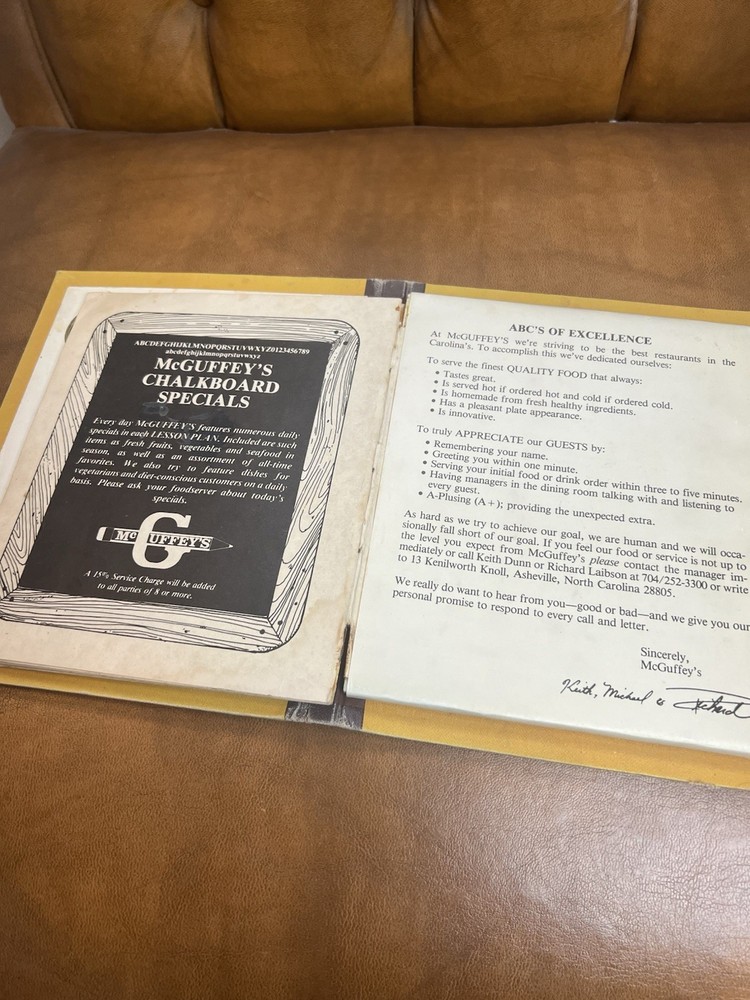 ABCDEFGHIJKLMNOPQRSTUVWXYZ0123456789
abcdefghijklmnopqrstuvwxyz
McGUFFEY'S
CHALKBOARD
SPECIALS
Every day McGUFFEY'S features numerous daily
specials in each LESSON PLAN. Included are such
items as fresh fruits, vegetables and seafood in
season, as well as an assortment of all-time
favorites. We also try to feature dishes for
vegetarians and diet-conscious customers on a daily
basis. Please ask your foodserver about today's
specials.
McGUFFEY'S
A 15% Service Charge will be added
to all parties of 8 or more.
ABC'S OF EXCELLENCE
At McGUFFEY'S we're striving to be the best restaurants in the
Carolina's. To accomplish this we've dedicated ourselves:
To serve the finest QUALITY FOOD that always:
• Tastes great.
• Is served hot if ordered hot and cold if ordered cold.
• Is homemade from fresh healthy ingredients.
• Has a pleasant plate appearance.
• Is innovative.
To truly APPRECIATE our GUESTS by:
• Remembering your name.
• Greeting you within one minute.
• Serving your initial food or drink order within three to five minutes.
• Having managers in the dining room talking with and listening to
every guest.
• A-Plusing (A+); providing the unexpected extra.
As hard as we try to achieve our goal, we are human and we will occa-
sionally fall short of our goal. If you feel our food or service is not up to
the level you expect from McGuffey's please contact the manager im-
mediately or call Keith Dunn or Richard Laibson at 704/252-3300 or write
to 13 Kenilworth Knoll, Asheville, North Carolina 28805.
We really do want to hear from you—good or bad—and we give you our
personal promise to respond to every call and letter.
Sincerely,
McGuffey's
Keith, Michael & Richard